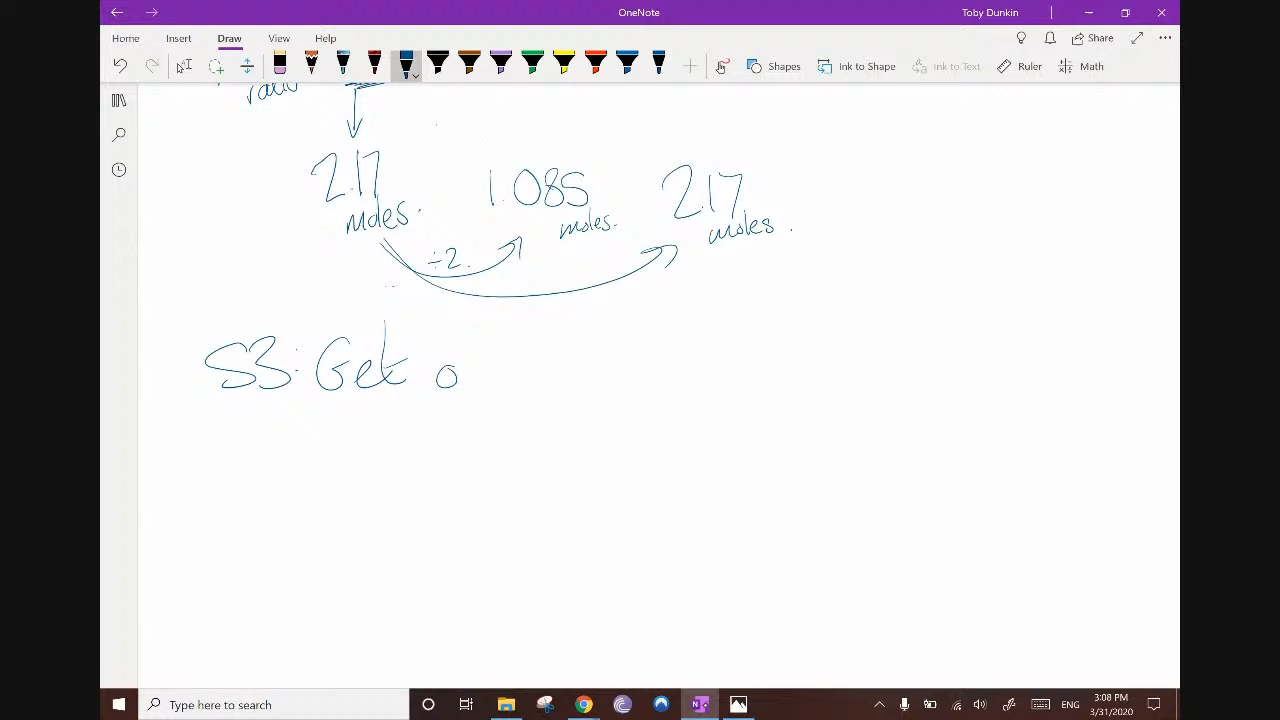 OneNote
Toby Dunkin
Home Insert Draw View Help
Share
Shapes Ink to Shape Ink to Text Ruler Math
ratio
2.17 1.085 2.17
moles. moles. moles.
÷2.
S3: Get o
Type here to search
ENG
3:08 PM
3/31/2020